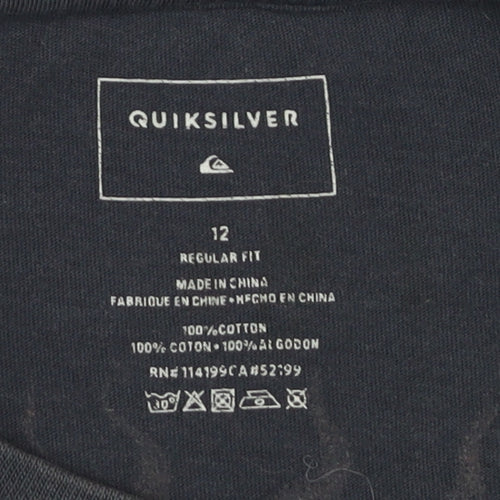 QUIKSILVER
12
REGULAR FIT
MADE IN CHINA
FABRIQUE EN CHINE • HECHO EN CHINA
100% COTTON
100% COTON • 100% ALGODON
RN# 114199 CA# 52199
30°